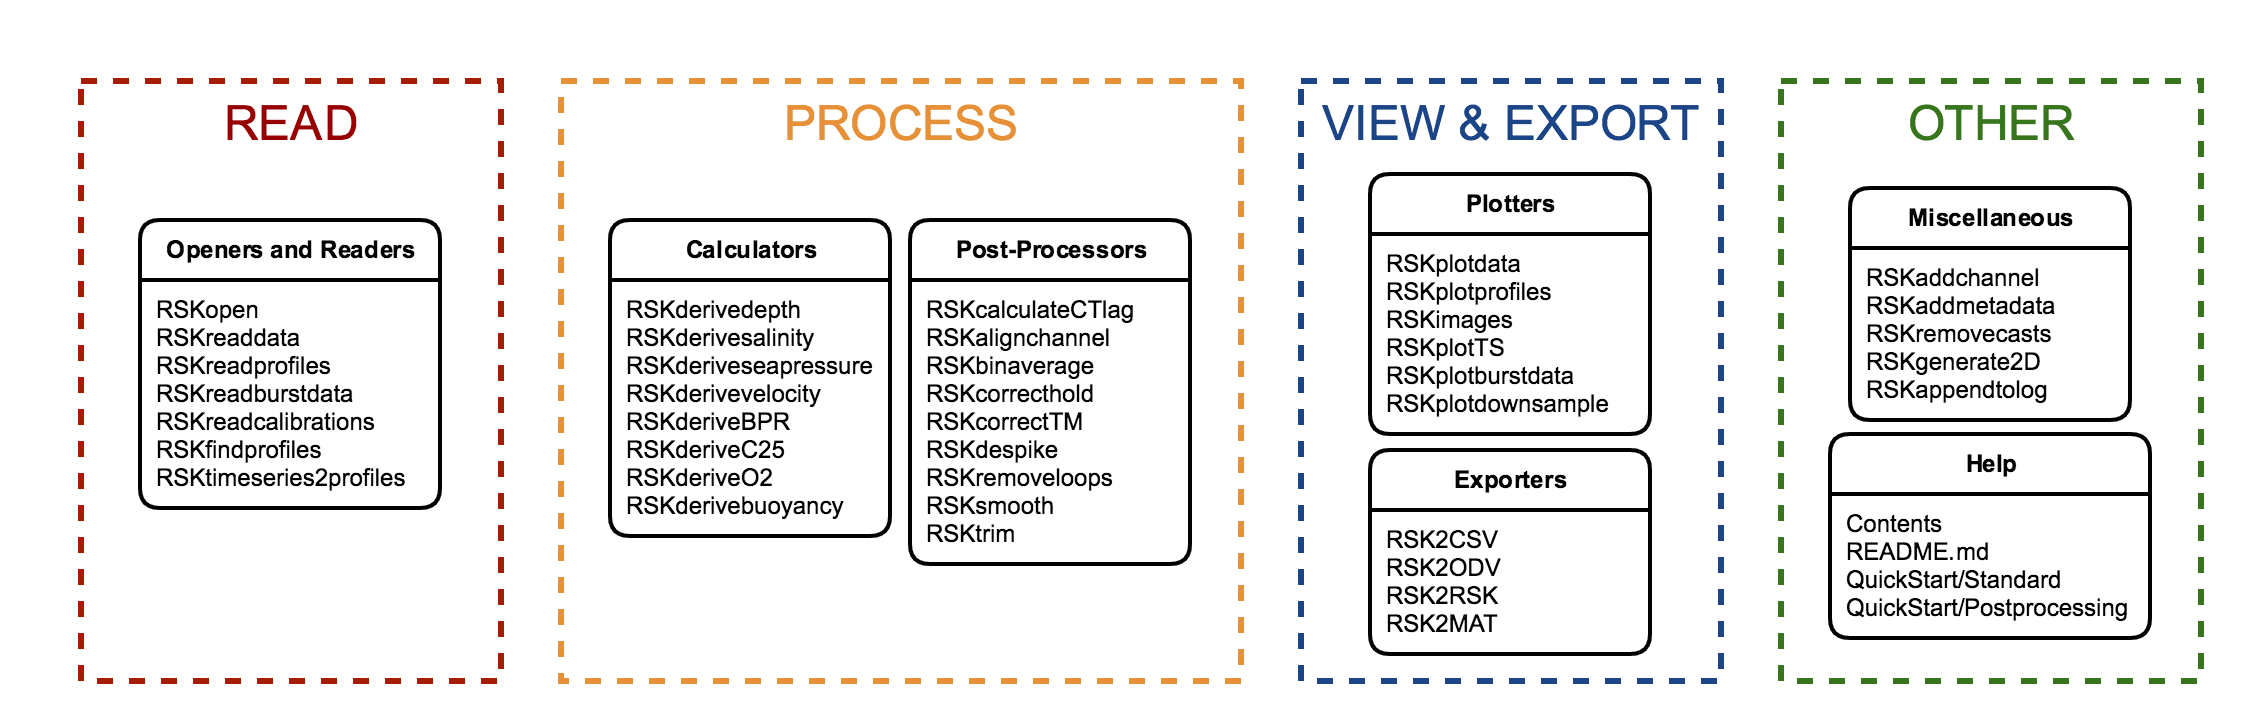 READ
Openers and Readers
RSKopen
RSKreaddata
RSKreadprofiles
RSKreadburstdata
RSKreadcalibrations
RSKfindprofiles
RSKtimeseries2profiles
PROCESS
Calculators
RSKderivedepth
RSKderivesalinity
RSKderiveseapressure
RSKderivevelocity
RSKderiveBPR
RSKderiveC25
RSKderiveO2
RSKderivebuoyancy
Post-Processors
RSKcalculateCTlag
RSKalignchannel
RSKbinaverage
RSKcorrecthold
RSKcorrectTM
RSKdespike
RSKremoveloops
RSKsmooth
RSKtrim
VIEW & EXPORT
Plotters
RSKplotdata
RSKplotprofiles
RSKimages
RSKplotTS
RSKplotburstdata
RSKplotdownsample
Exporters
RSK2CSV
RSK2ODV
RSK2RSK
RSK2MAT
OTHER
Miscellaneous
RSKaddchannel
RSKaddmetadata
RSKremovecasts
RSKgenerate2D
RSKappendtolog
Help
Contents
README.md
QuickStart/Standard
QuickStart/Postprocessing